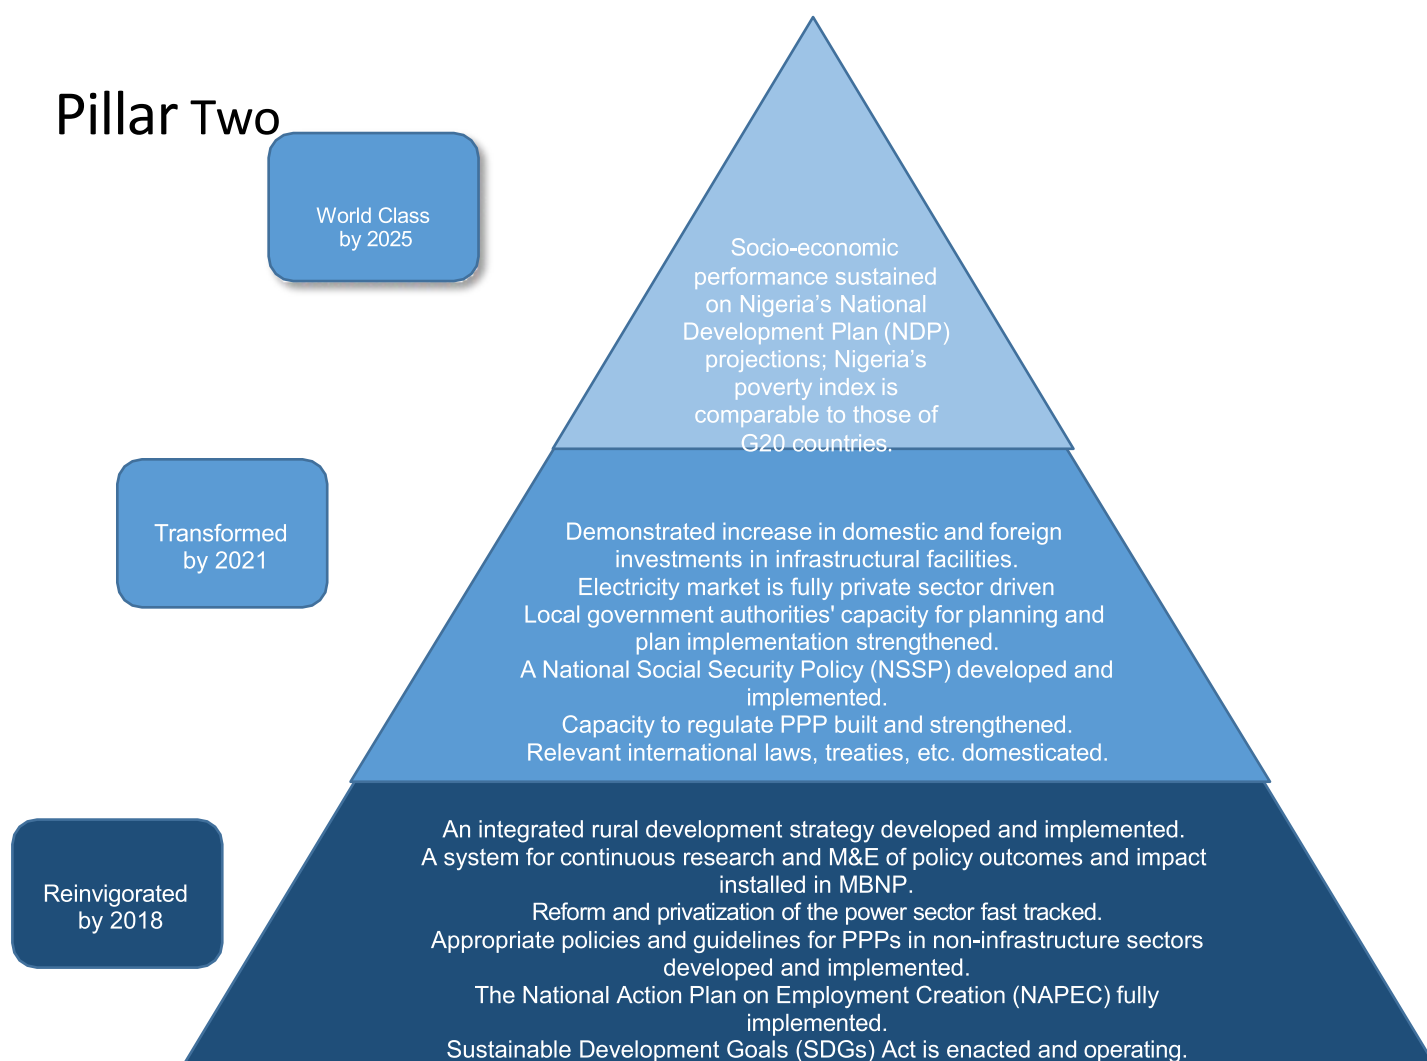 Pillar Two
World Class
by 2025
Socio-economic
performance sustained
on Nigeria’s National
Development Plan (NDP)
projections; Nigeria’s
poverty index is
comparable to those of
G20 countries.
Transformed
by 2021
Demonstrated increase in domestic and foreign
investments in infrastructural facilities.
Electricity market is fully private sector driven
Local government authorities' capacity for planning and
plan implementation strengthened.
A National Social Security Policy (NSSP) developed and
implemented.
Capacity to regulate PPP built and strengthened.
Relevant international laws, treaties, etc. domesticated.
Reinvigorated
by 2018
An integrated rural development strategy developed and implemented.
A system for continuous research and M&E of policy outcomes and impact
installed in MBNP.
Reform and privatization of the power sector fast tracked.
Appropriate policies and guidelines for PPPs in non-infrastructure sectors
developed and implemented.
The National Action Plan on Employment Creation (NAPEC) fully
implemented.
Sustainable Development Goals (SDGs) Act is enacted and operating.